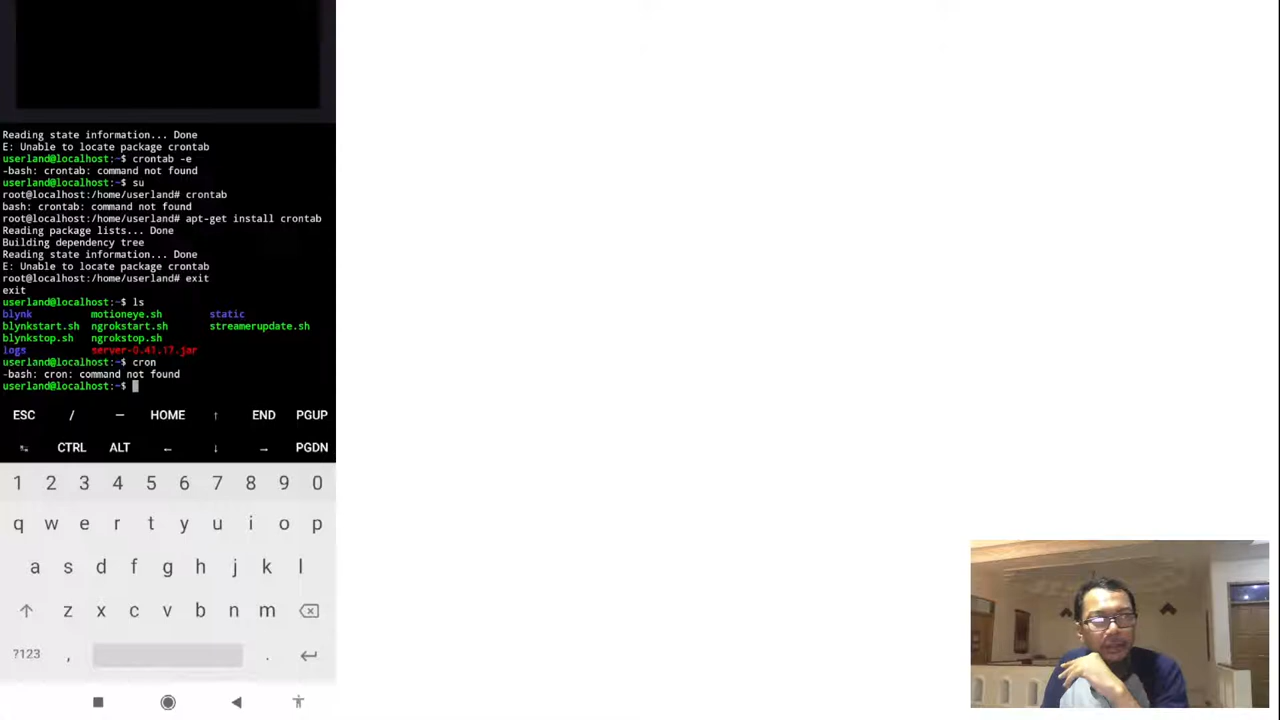 Reading state information... Done
E: Unable to locate package crontab
userland@localhost:~$ crontab -e
-bash: crontab: command not found
userland@localhost:~$ su
root@localhost:/home/userland# crontab
bash: crontab: command not found
root@localhost:/home/userland# apt-get install crontab
Reading package lists... Done
Building dependency tree
Reading state information... Done
E: Unable to locate package crontab
root@localhost:/home/userland# exit
exit
userland@localhost:~$ ls
blynk motioneye.sh static
blynkstart.sh ngrokstart.sh streamerupdate.sh
blynkstop.sh ngrokstop.sh
logs server-0.41.17.jar
userland@localhost:~$ cron
-bash: cron: command not found
userland@localhost:~$
ESC / — HOME ↑ END PGUP
CTRL ALT ← ↓ → PGDN
1 2 3 4 5 6 7 8 9 0
q w e r t y u i o p
a s d f g h j k l
z x c v b n m
?123 , .